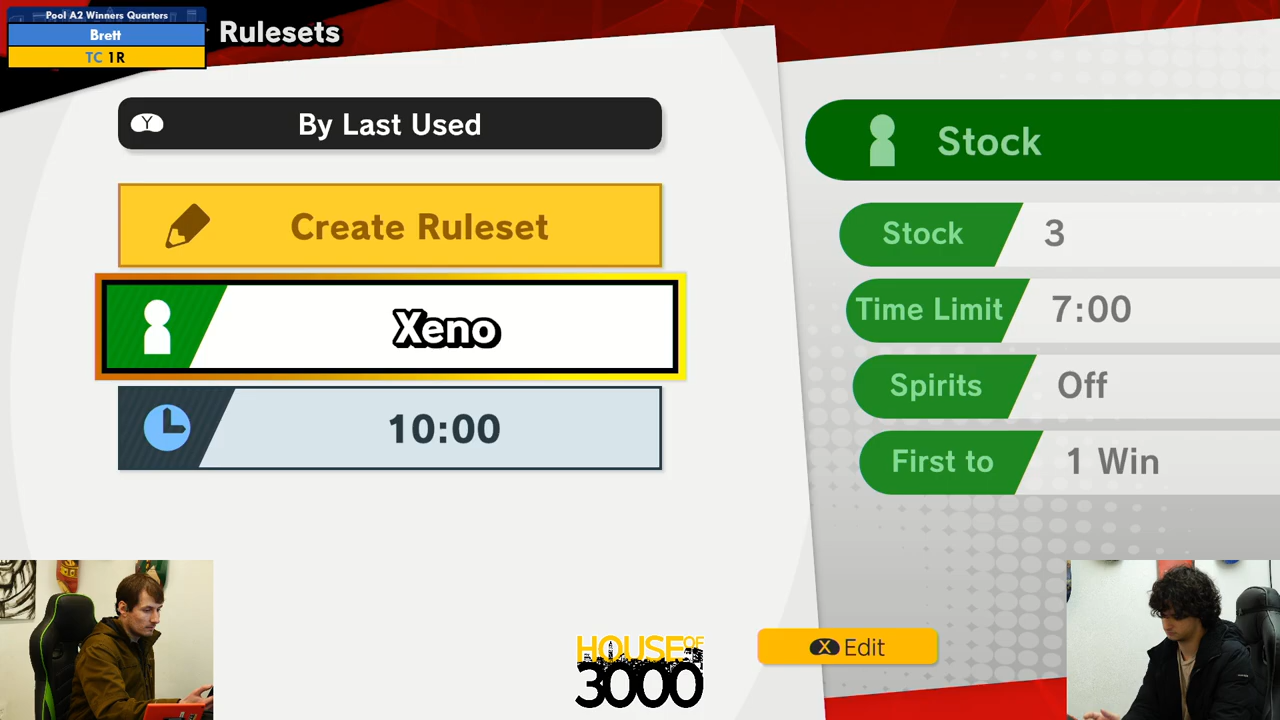 Pool A2 Winners Quarters
Brett
TC 1R
Rulesets
Y
By Last Used
Create Ruleset
Xeno
10:00
Stock
Stock 3
Time Limit 7:00
Spirits Off
First to 1 Win
X Edit
HOUSE OF
3000